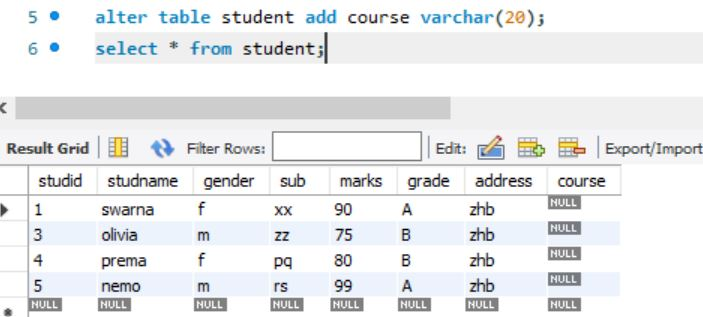 5 alter table student add course varchar(20);
6 select * from student;
Result Grid Filter Rows: Edit: Export/Import
studid studname gender sub marks grade address course
1 swarna f xx 90 A zhb NULL
3 olivia m zz 75 B zhb NULL
4 prema f pq 80 B zhb NULL
5 nemo m rs 99 A zhb NULL
NULL NULL NULL NULL NULL NULL NULL NULL